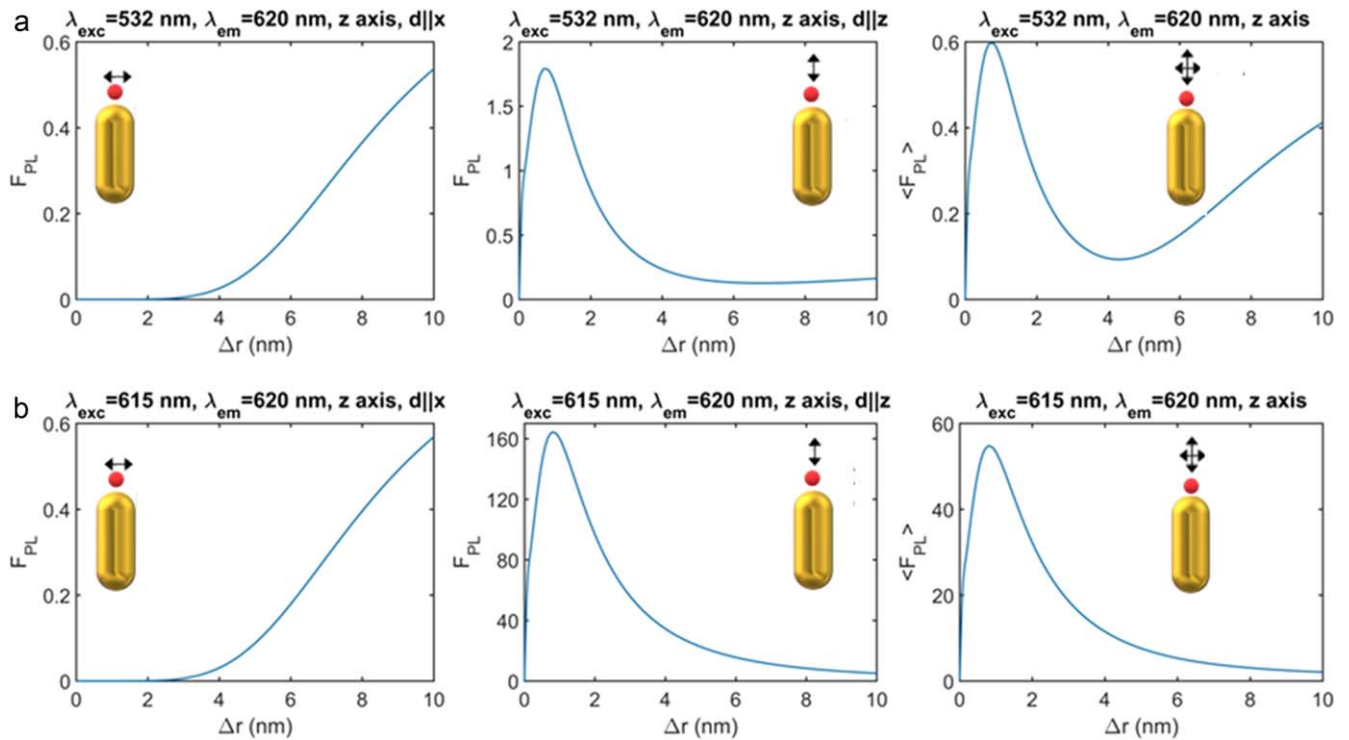 a
λexc=532 nm, λem=620 nm, z axis, d||x
FPL
0.6
0.4
0.2
0
0 2 4 6 8 10
Δr (nm)
λexc=532 nm, λem=620 nm, z axis, d||z
FPL
2
1.5
1
0.5
0
0 2 4 6 8 10
Δr (nm)
λexc=532 nm, λem=620 nm, z axis
<FPL>
0.6
0.4
0.2
0
0 2 4 6 8 10
Δr (nm)
b
λexc=615 nm, λem=620 nm, z axis, d||x
FPL
0.6
0.4
0.2
0
0 2 4 6 8 10
Δr (nm)
λexc=615 nm, λem=620 nm, z axis, d||z
FPL
160
120
80
40
0
0 2 4 6 8 10
Δr (nm)
λexc=615 nm, λem=620 nm, z axis
<FPL>
60
40
20
0
0 2 4 6 8 10
Δr (nm)